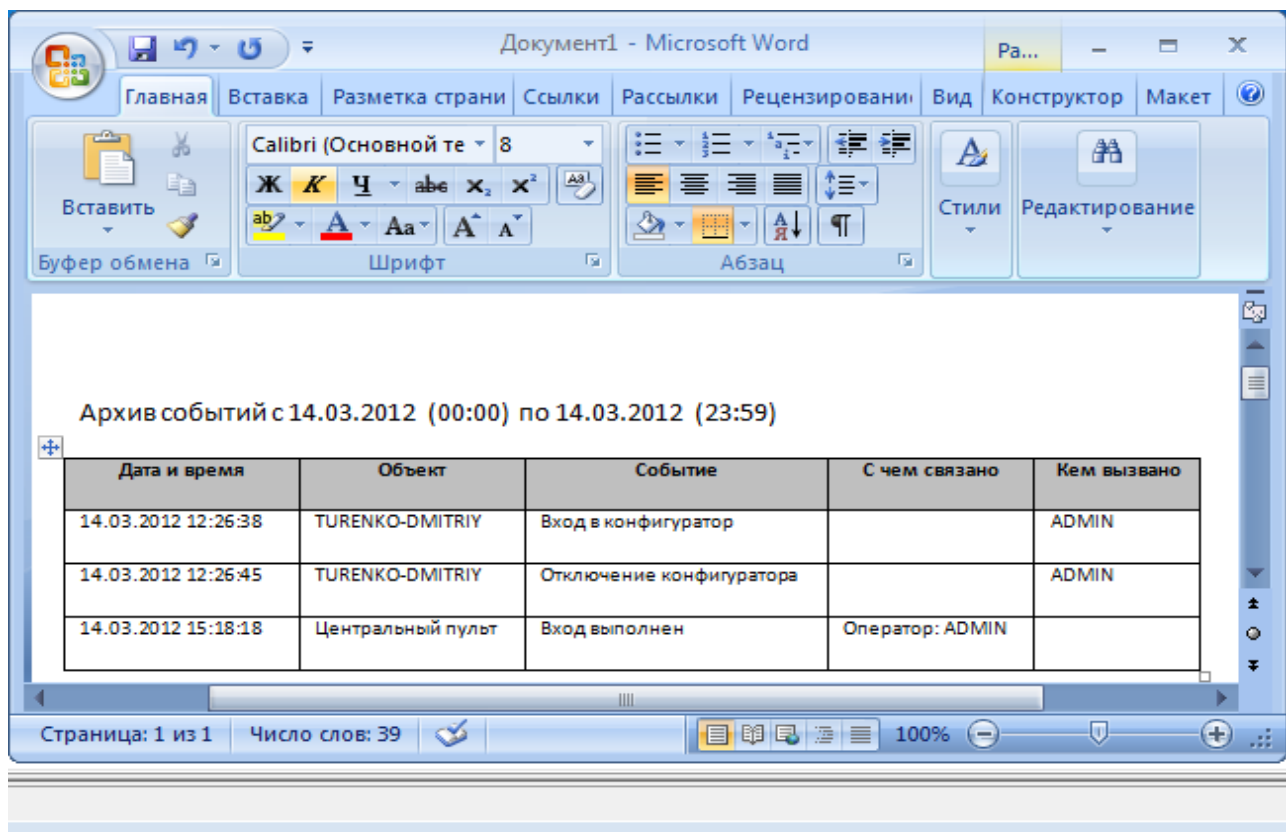 Документ1 - Microsoft Word
Ра...
Главная Вставка Разметка страни Ссылки Рассылки Рецензировани Вид Конструктор Макет
Calibri (Основной те 8
Ж К Ч abc x₂ x²
Вставить
ab A Aa A A
Стили Редактирование
Буфер обмена Шрифт Абзац
Архив событий с 14.03.2012 (00:00) по 14.03.2012 (23:59)
Дата и время Объект Событие С чем связано Кем вызвано
14.03.2012 12:26:38 TURENKO-DMITRIY Вход в конфигуратор ADMIN
14.03.2012 12:26:45 TURENKO-DMITRIY Отключение конфигуратора ADMIN
14.03.2012 15:18:18 Центральный пульт Вход выполнен Оператор: ADMIN
Страница: 1 из 1 Число слов: 39 100%